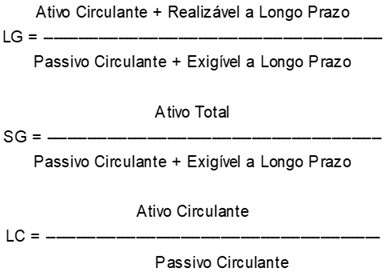 Ativo Circulante + Realizável a Longo Prazo
LG = ––––––––––––––––––––––––––––––––––
Passivo Circulante + Exigível a Longo Prazo
Ativo Total
SG = ––––––––––––––––––––––––––––––––––
Passivo Circulante + Exigível a Longo Prazo
Ativo Circulante
LC = ––––––––––––––––––––––––––––––––––
Passivo Circulante